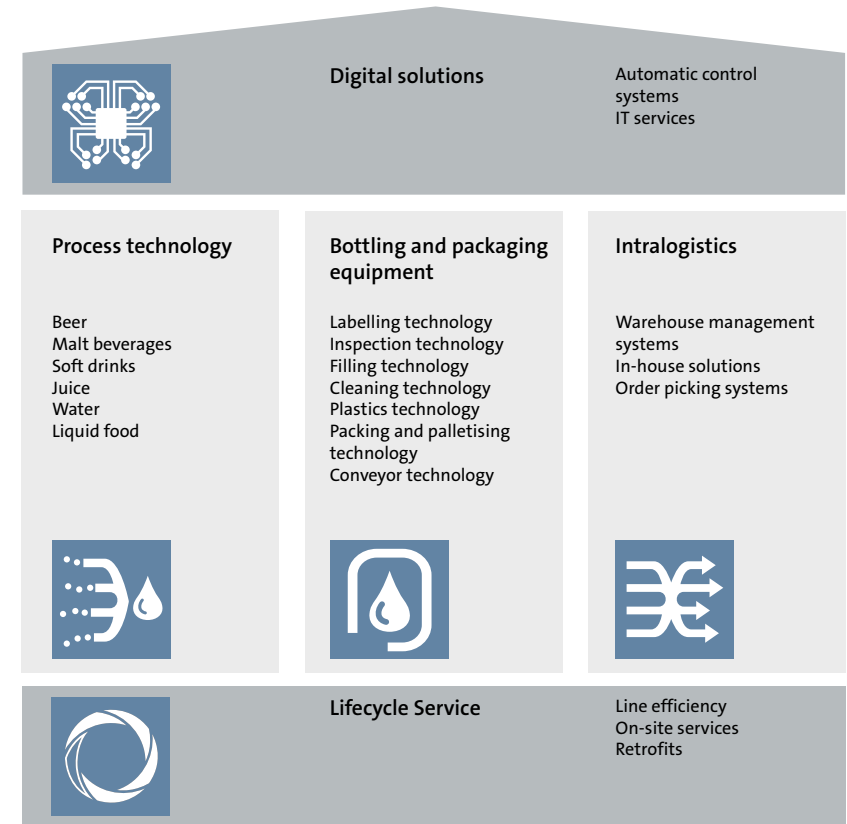 Digital solutions
Automatic control
systems
IT services
Process technology
Beer
Malt beverages
Soft drinks
Juice
Water
Liquid food
Bottling and packaging
equipment
Labelling technology
Inspection technology
Filling technology
Cleaning technology
Plastics technology
Packing and palletising
technology
Conveyor technology
Intralogistics
Warehouse management
systems
In-house solutions
Order picking systems
Lifecycle Service
Line efficiency
On-site services
Retrofits